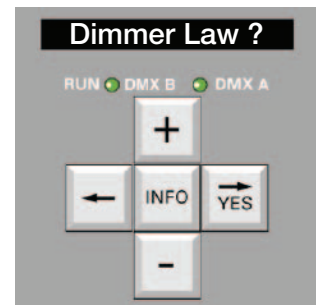 Dimmer Law ?
RUN DMX B DMX A
+
← INFO → YES
-